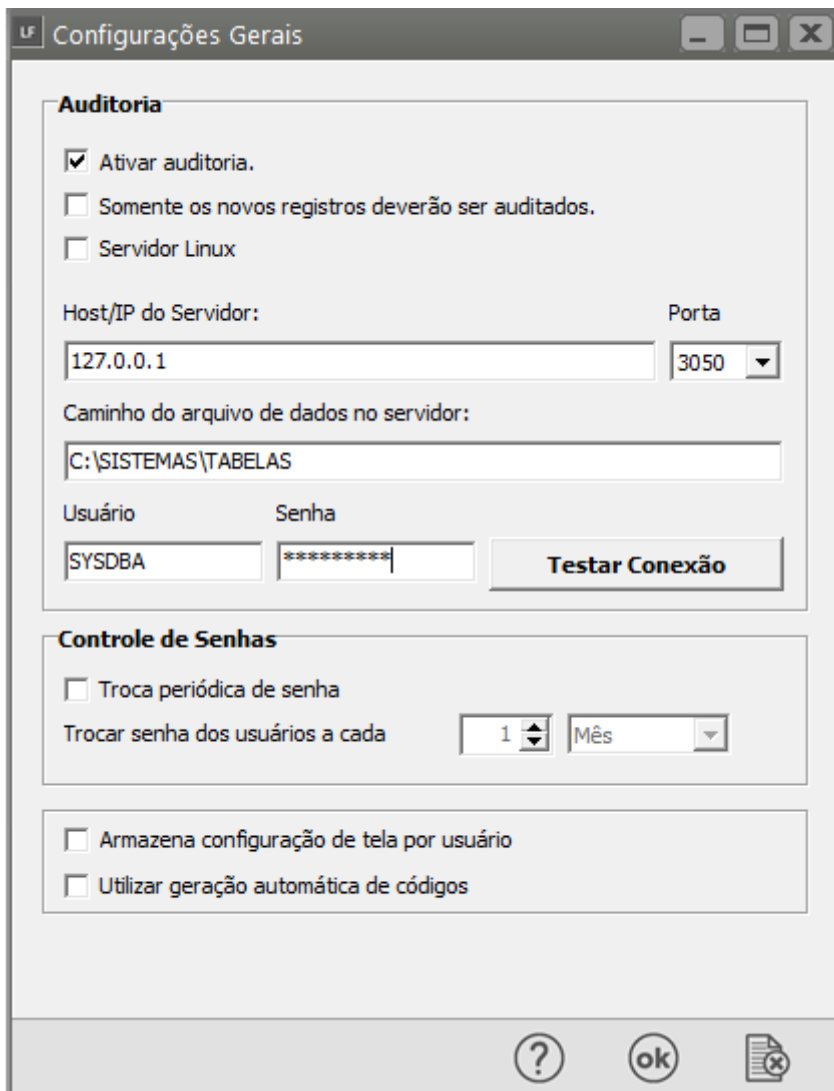 LF Configurações Gerais
Auditoria
Ativar auditoria.
Somente os novos registros deverão ser auditados.
Servidor Linux
Host/IP do Servidor: Porta
127.0.0.1 3050
Caminho do arquivo de dados no servidor:
C:\SISTEMAS\TABELAS
Usuário Senha
SYSDBA ********* Testar Conexão
Controle de Senhas
Troca periódica de senha
Trocar senha dos usuários a cada 1 Mês
Armazena configuração de tela por usuário
Utilizar geração automática de códigos
? ok